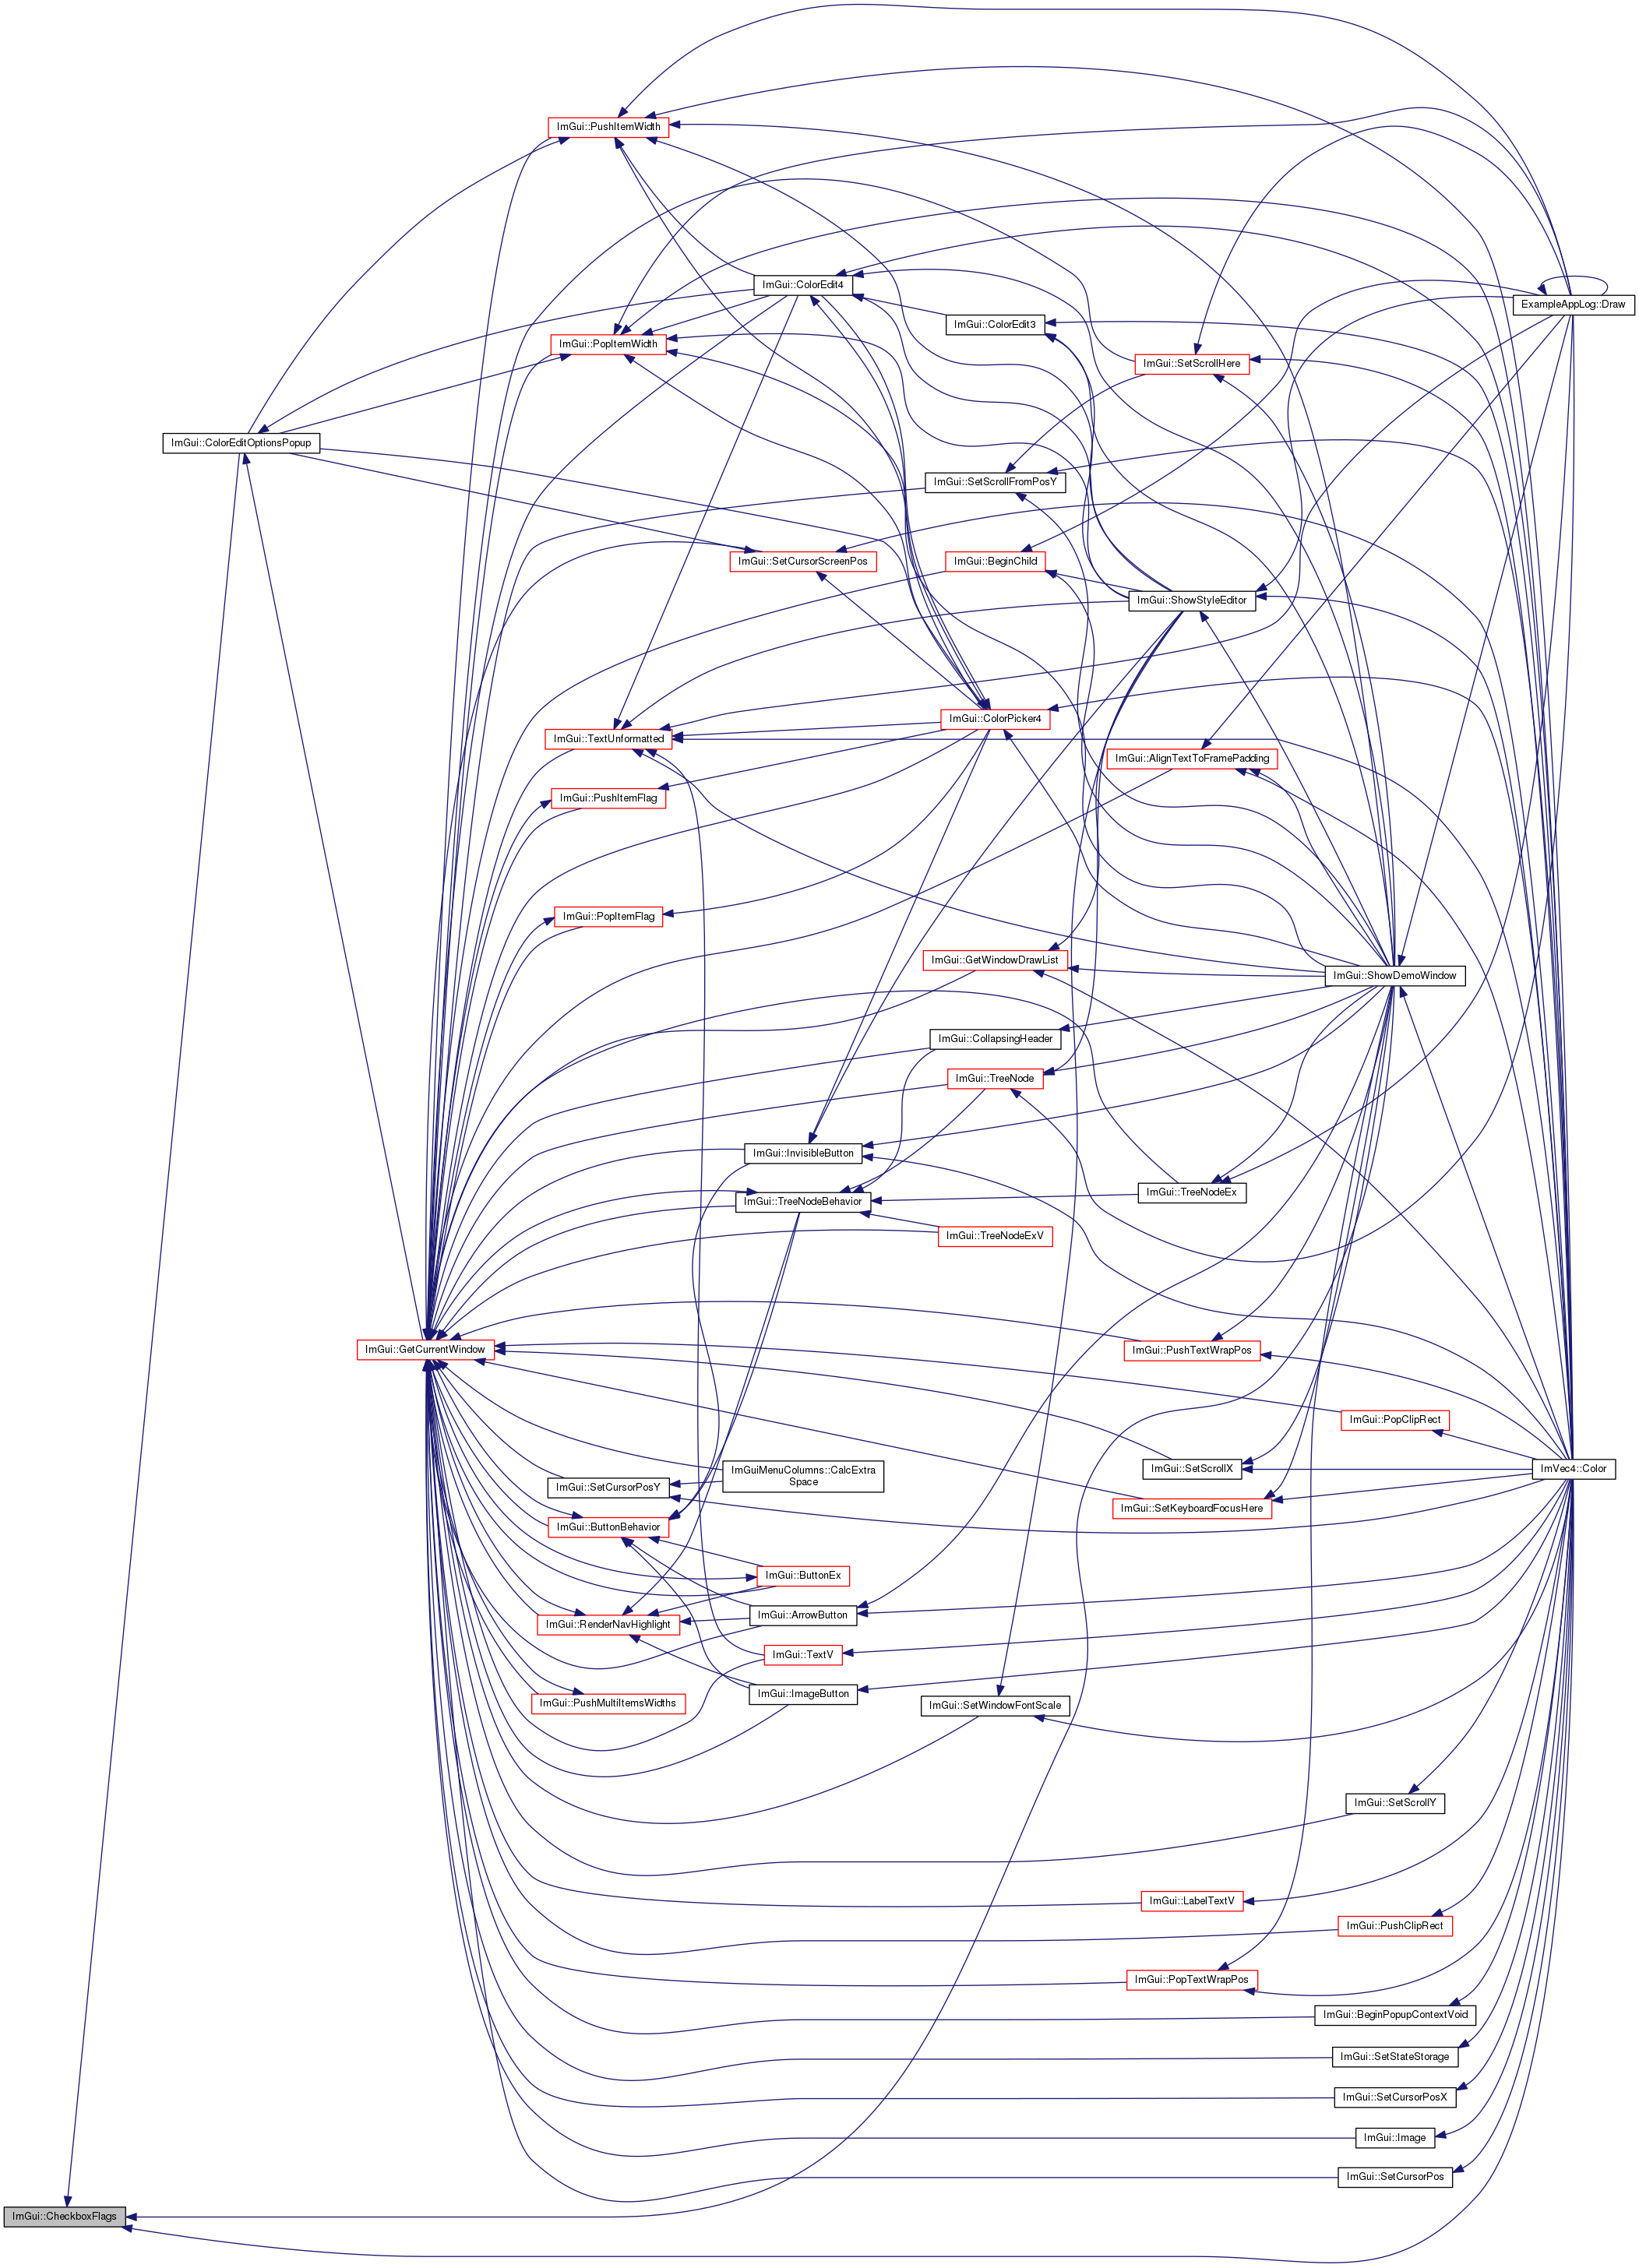 ImGui::PushItemWidth
ImGui::ColorEdit4
ExampleAppLog::Draw
ImGui::ColorEdit3
ImGui::PopItemWidth
ImGui::SetScrollHere
ImGui::ColorEditOptionsPopup
ImGui::SetScrollFromPosY
ImGui::SetCursorScreenPos
ImGui::BeginChild
ImGui::ShowStyleEditor
ImGui::ColorPicker4
ImGui::TextUnformatted
ImGui::AlignTextToFramePadding
ImGui::PushItemFlag
ImGui::PopItemFlag
ImGui::GetWindowDrawList
ImGui::ShowDemoWindow
ImGui::CollapsingHeader
ImGui::TreeNode
ImGui::InvisibleButton
ImGui::TreeNodeEx
ImGui::TreeNodeBehavior
ImGui::TreeNodeExV
ImGui::GetCurrentWindow
ImGui::PushTextWrapPos
ImGui::PopClipRect
ImGui::SetScrollX
ImVec4::Color
ImGuiMenuColumns::CalcExtra
Space
ImGui::SetCursorPosY
ImGui::SetKeyboardFocusHere
ImGui::ButtonBehavior
ImGui::ButtonEx
ImGui::ArrowButton
ImGui::RenderNavHighlight
ImGui::TextV
ImGui::ImageButton
ImGui::PushMultiItemsWidths
ImGui::SetWindowFontScale
ImGui::SetScrollY
ImGui::LabelTextV
ImGui::PushClipRect
ImGui::PopTextWrapPos
ImGui::BeginPopupContextVoid
ImGui::SetStateStorage
ImGui::SetCursorPosX
ImGui::Image
ImGui::SetCursorPos
ImGui::CheckboxFlags